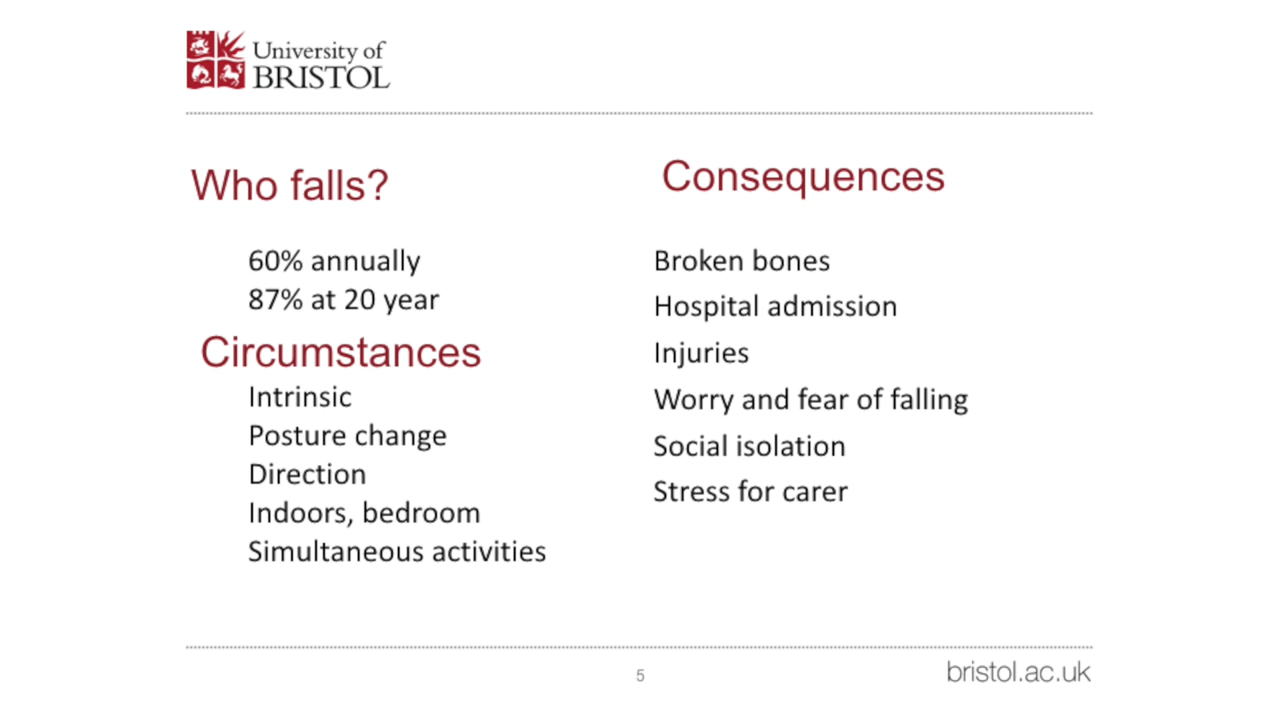 University of
BRISTOL
Who falls?
60% annually
87% at 20 year
Circumstances
Intrinsic
Posture change
Direction
Indoors, bedroom
Simultaneous activities
Consequences
Broken bones
Hospital admission
Injuries
Worry and fear of falling
Social isolation
Stress for carer
5
bristol.ac.uk